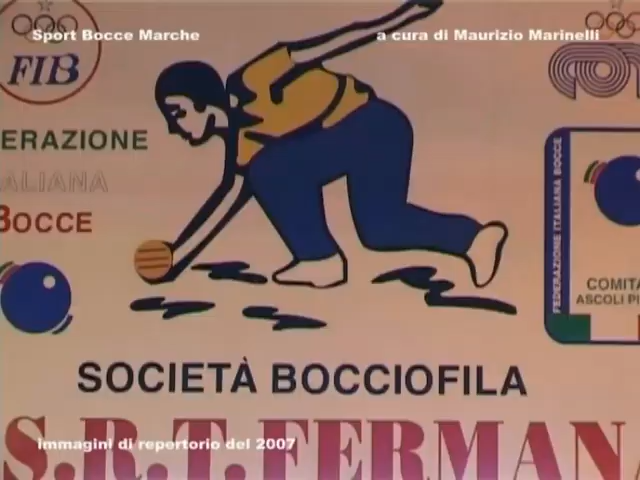 Sport Bocce Marche
a cura di Maurizio Marinelli
FIB
ERAZIONE
ALIANA
BOCCE
FEDERAZIONE ITALIANA BOCCE
COMITA
ASCOLI PI
SOCIETÀ BOCCIOFILA
S.R.T. FERMAN
Immagini di repertorio del 2007